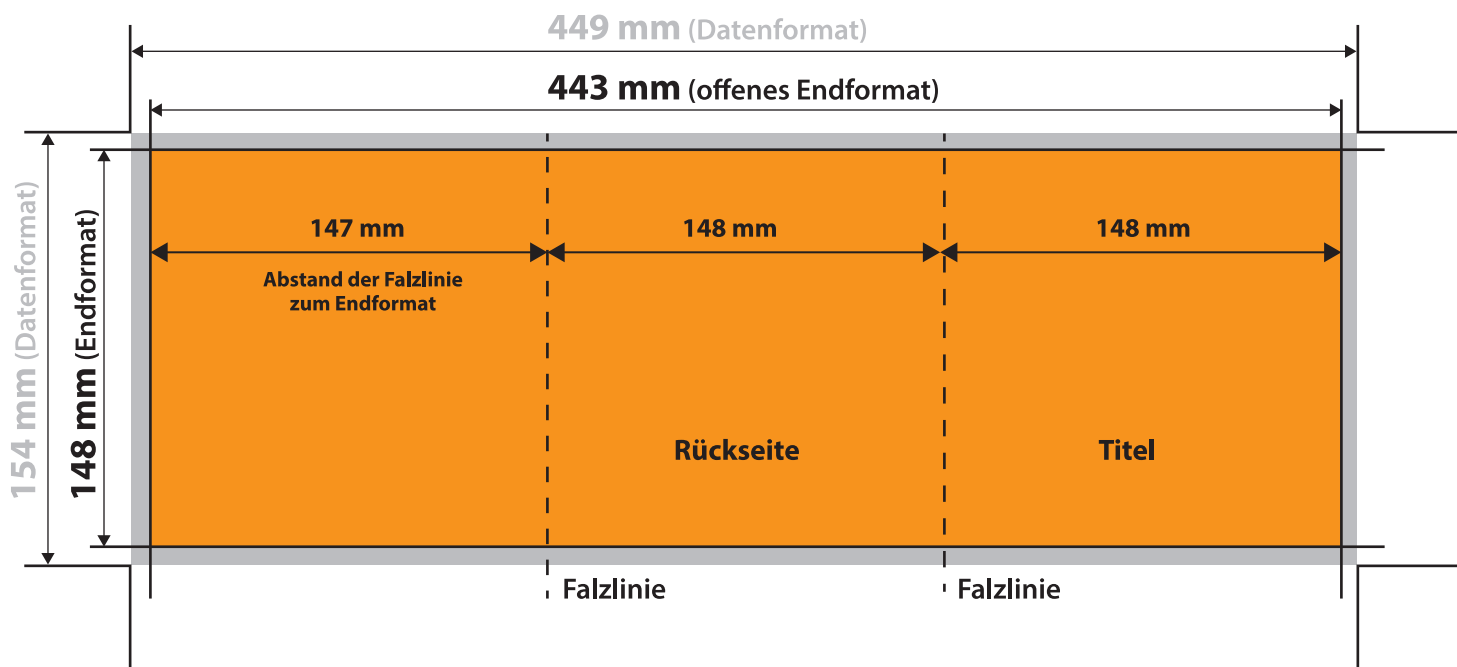 449 mm (Datenformat)
443 mm (offenes Endformat)
154 mm (Datenformat)
148 mm (Endformat)
147 mm
148 mm
148 mm
Abstand der Falzlinie
zum Endformat
Rückseite
Titel
Falzlinie
Falzlinie